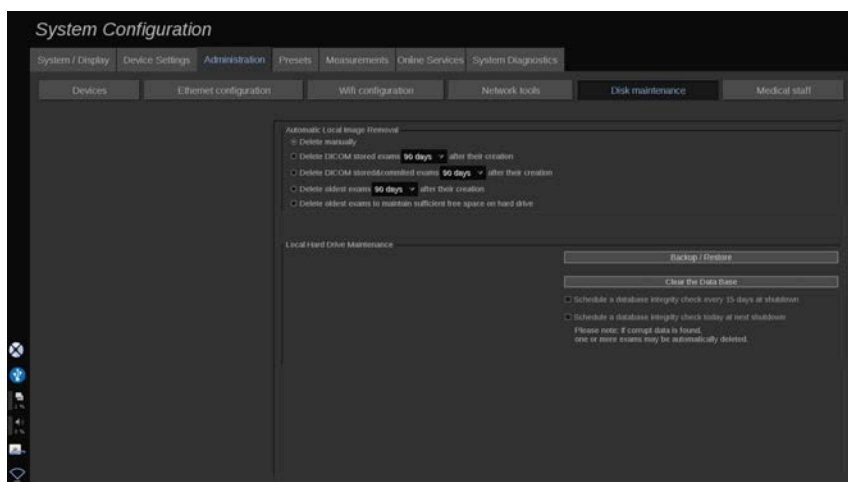 System Configuration
System / Display Device Settings Administration Presets Measurements Online Services System Diagnostics
Devices Ethernet configuration Wifi configuration Network tools Disk maintenance Medical staff
Automatic Local Image Removal
Delete manually
Delete DICOM stored exams 90 days after their creation
Delete DICOM stored&commited exams 90 days after their creation
Delete oldest exams 90 days after their creation
Delete oldest exams to maintain sufficient free space on hard drive
Local Hard Drive Maintenance
Backup / Restore
Clear the Data Base
Schedule a database integrity check every 15 days at shutdown
Schedule a database integrity check today at next shutdown
Please note: if corrupt data is found,
one or more exams may be automatically deleted.